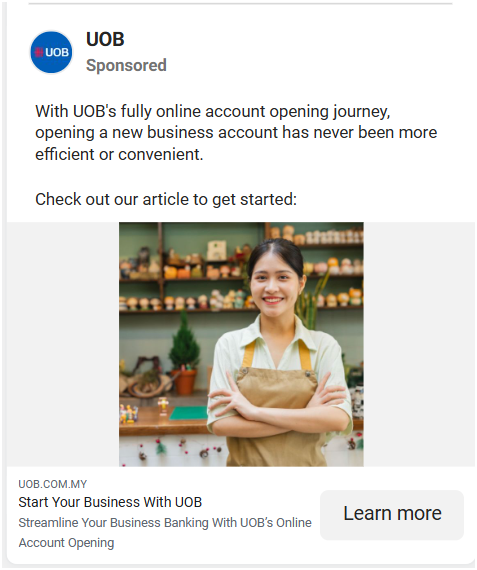 UOB
UOB
Sponsored
With UOB's fully online account opening journey,
opening a new business account has never been more
efficient or convenient.
Check out our article to get started:
UOB.COM.MY
Start Your Business With UOB
Streamline Your Business Banking With UOB's Online
Account Opening
Learn more